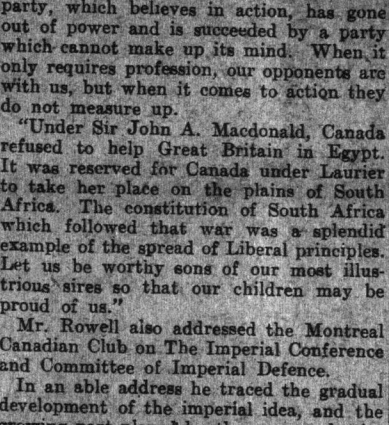 party, which believes in action, has gone
out of power and is succeeded by a party
which cannot make up its mind. When it
only requires profession, our opponents are
with us, but when it comes to action they
do not measure up.
"Under Sir John A. Macdonald, Canada
refused to help Great Britain in Egypt.
It was reserved for Canada under Laurier
to take her place on the plains of South
Africa. The constitution of South Africa
which followed that war was a splendid
example of the spread of Liberal principles.
Let us be worthy sons of our most illus-
trious sires so that our children may be
proud of us."
Mr. Rowell also addressed the Montreal
Canadian Club on The Imperial Conference
and Committee of Imperial Defence.
In an able address he traced the gradual
development of the imperial idea, and the